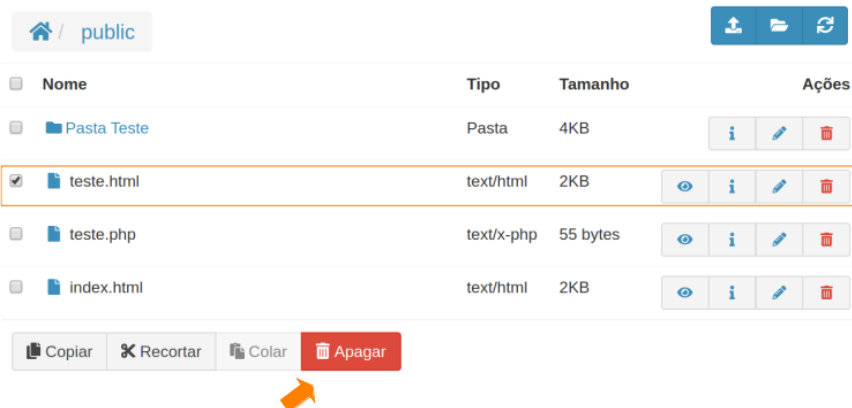 / public
Nome Tipo Tamanho Ações
Pasta Teste Pasta 4KB
teste.html text/html 2KB
teste.php text/x-php 55 bytes
index.html text/html 2KB
Copiar Recortar Colar Apagar